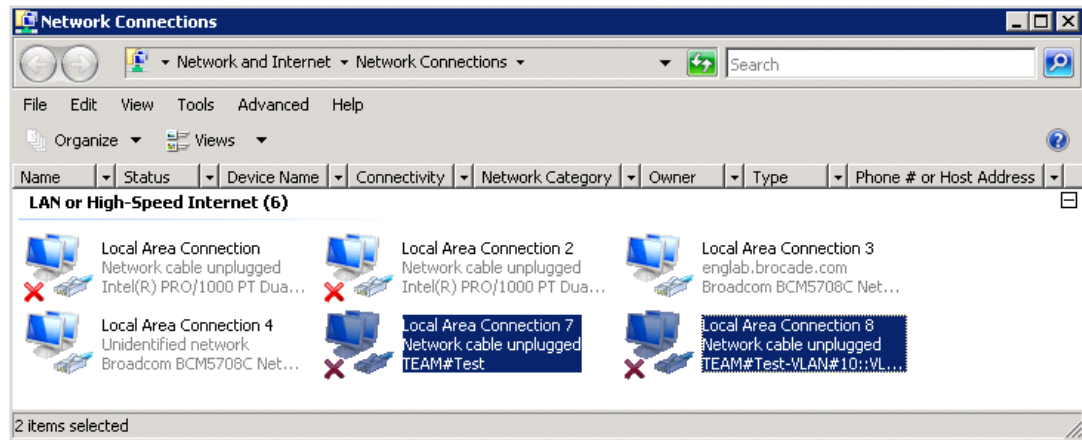 Network Connections
Network and Internet Network Connections
Search
File Edit View Tools Advanced Help
Organize Views
Name Status Device Name Connectivity Network Category Owner Type Phone # or Host Address
LAN or High-Speed Internet (6)
Local Area Connection
Network cable unplugged
Intel(R) PRO/1000 PT Dua...
Local Area Connection 2
Network cable unplugged
Intel(R) PRO/1000 PT Dua...
Local Area Connection 3
englab.brocade.com
Broadcom BCM5708C Net...
Local Area Connection 4
Unidentified network
Broadcom BCM5708C Net...
Local Area Connection 7
Network cable unplugged
TEAM#Test
Local Area Connection 8
Network cable unplugged
TEAM#Test-VLAN#10::VL...
2 items selected